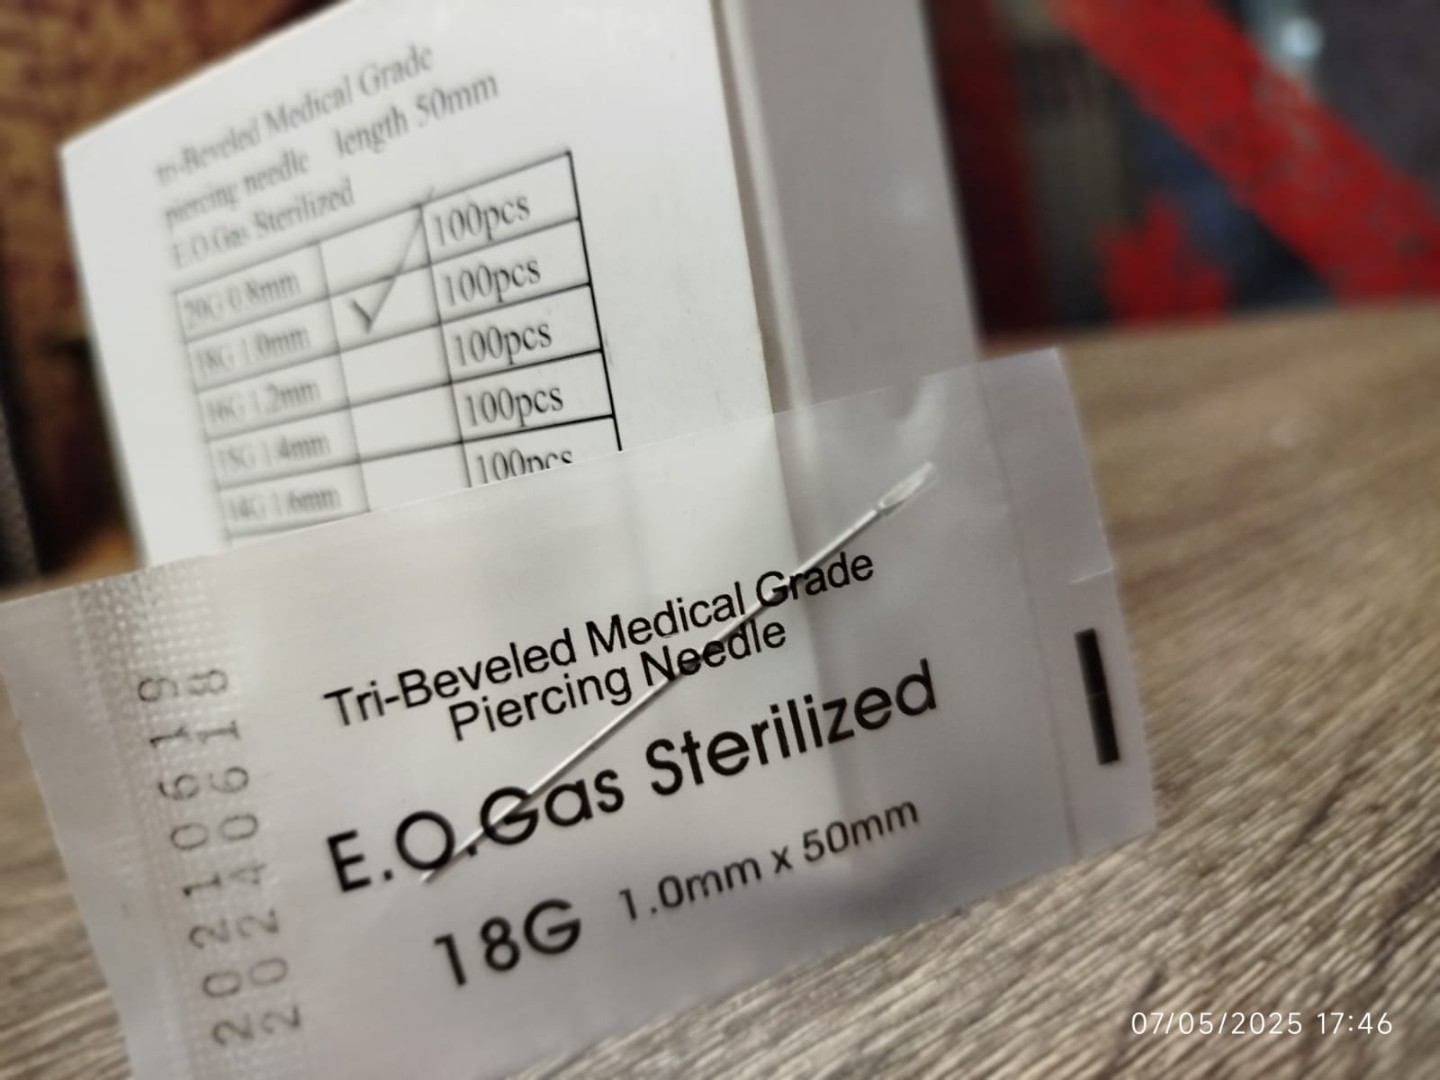 tri-Beveled Medical Grade
piercing needle length 50mm
E.O.Gas Sterilized
20G 0.8mm 100pcs
18G 1.0mm ✓ 100pcs
16G 1.2mm 100pcs
15G 1.4mm 100pcs
14G 1.6mm 100pcs
Tri-Beveled Medical Grade
Piercing Needle
E.O.Gas Sterilized
18G 1.0mm x 50mm
20210619
20240618
07/05/2025 17:46